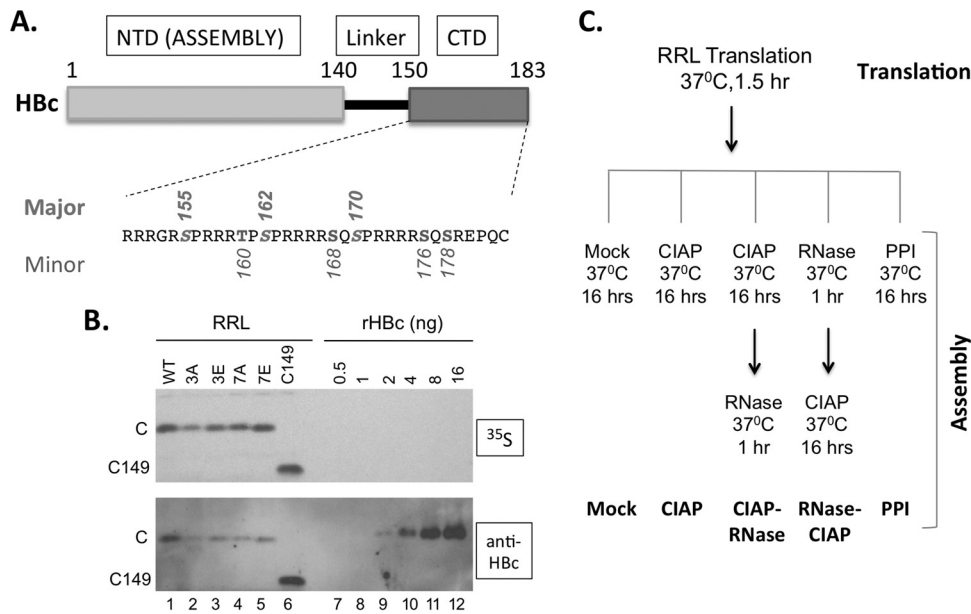 A.
NTD (ASSEMBLY) Linker CTD
1 140 150 183
HBc
Major 155 162 170
RRRGRSPRRRTPSPRRRRSQSPRRRRSQSREPQC
Minor 160 168 176 178
B.
RRL rHBc (ng)
WT 3A 3E 7A 7E C149 0.5 1 2 4 8 16
C
C149
35S
C
C149
anti-
HBc
1 2 3 4 5 6 7 8 9 10 11 12
C.
RRL Translation
37⁰C,1.5 hr
Translation
Mock CIAP CIAP RNase PPI
37⁰C 37⁰C 37⁰C 37⁰C 37⁰C
16 hrs 16 hrs 16 hrs 1 hr 16 hrs
RNase CIAP
37⁰C 37⁰C
1 hr 16 hrs
Mock CIAP CIAP- RNase- PPI
RNase CIAP
Assembly